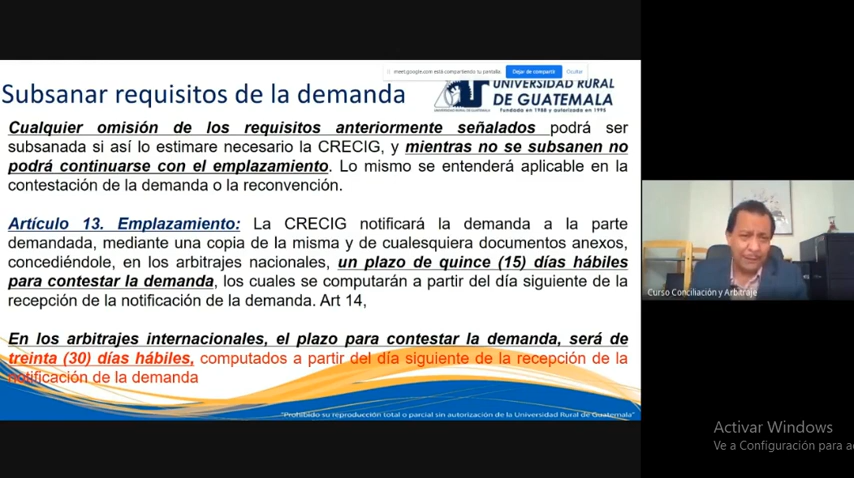 meet.google.com está compartiendo su pantalla.
Dejar de compartir
Ocultar
Subsanar requisitos de la demanda
UNIVERSIDAD RURAL
DE GUATEMALA
Fundada en 1988 y autorizada en 1995
Cualquier omisión de los requisitos anteriormente señalados podrá ser
subsanada si así lo estimare necesario la CRECIG, y mientras no se subsanen no
podrá continuarse con el emplazamiento. Lo mismo se entenderá aplicable en la
contestación de la demanda o la reconvención.
Artículo 13. Emplazamiento: La CRECIG notificará la demanda a la parte
demandada, mediante una copia de la misma y de cualesquiera documentos anexos,
concediéndole, en los arbitrajes nacionales, un plazo de quince (15) días hábiles
para contestar la demanda, los cuales se computarán a partir del día siguiente de la
recepción de la notificación de la demanda. Art 14,
En los arbitrajes internacionales, el plazo para contestar la demanda, será de
treinta (30) días hábiles, computados a partir del día siguiente de la recepción de la
notificación de la demanda
"Prohibido su reproducción total o parcial sin autorización de la Universidad Rural de Guatemala"
Curso Conciliación y Arbitraje
Activar Windows
Ve a Configuración para a